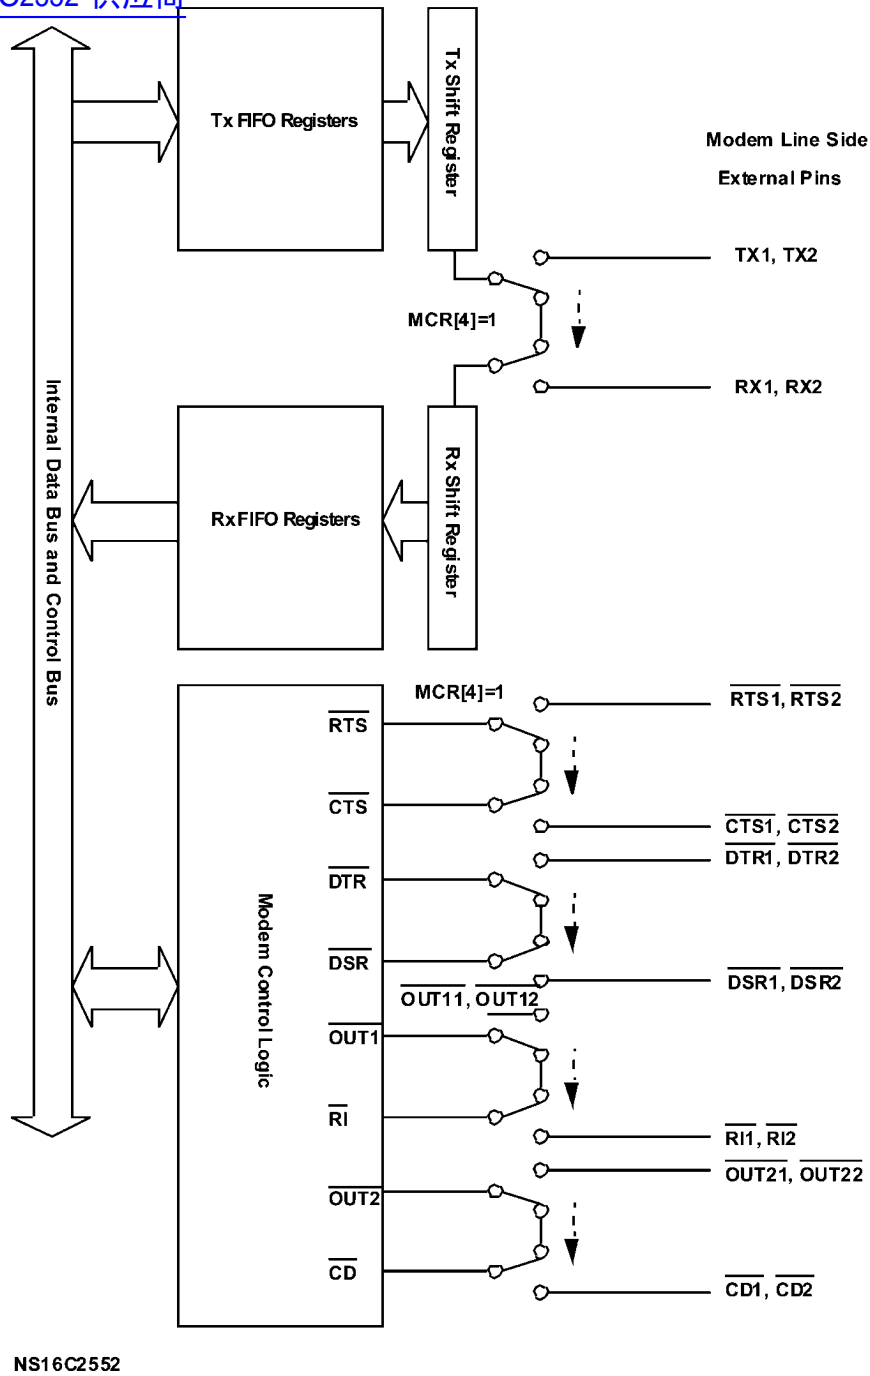 Tx FIFO Registers
Tx Shift Register
Modem Line Side
External Pins
TX1, TX2
MCR[4]=1
RX1, RX2
Internal Data Bus and Control Bus
Rx FIFO Registers
Rx Shift Register
MCR[4]=1
RTS1, RTS2
RTS
CTS
CTS1, CTS2
DTR1, DTR2
DTR
Modem Control Logic
DSR
DSR1, DSR2
OUT11, OUT12
OUT1
RI
RI1, RI2
OUT21, OUT22
OUT2
CD
CD1, CD2
NS16C2552